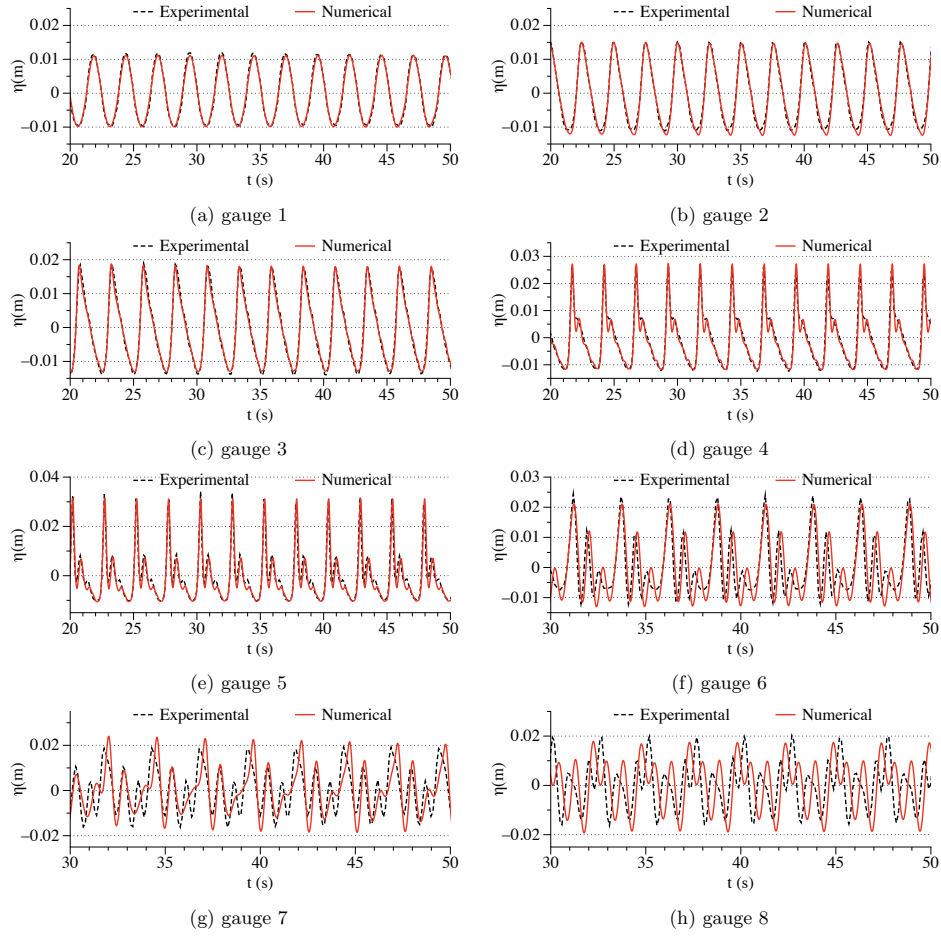 Experimental Numerical
0.02
0.01
0
−0.01
η(m)
20 25 30 35 40 45 50
t (s)
(a) gauge 1
Experimental Numerical
0.02
0.01
0
−0.01
η(m)
20 25 30 35 40 45 50
t (s)
(b) gauge 2
Experimental Numerical
0.02
0.01
0
−0.01
η(m)
20 25 30 35 40 45 50
t (s)
(c) gauge 3
Experimental Numerical
0.03
0.02
0.01
0
−0.01
η(m)
20 25 30 35 40 45 50
t (s)
(d) gauge 4
Experimental Numerical
0.04
0.02
0
η(m)
20 25 30 35 40 45 50
t (s)
(e) gauge 5
Experimental Numerical
0.03
0.02
0.01
0
−0.01
η(m)
30 35 40 45 50
t (s)
(f) gauge 6
Experimental Numerical
0.02
0
−0.02
η(m)
30 35 40 45 50
t (s)
(g) gauge 7
Experimental Numerical
0.02
0
−0.02
η(m)
30 35 40 45 50
t (s)
(h) gauge 8